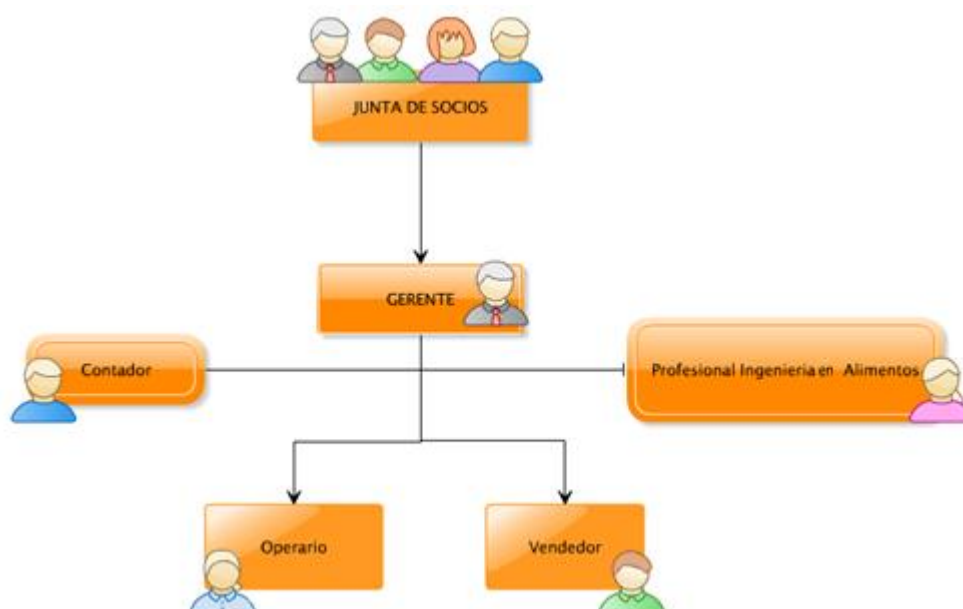 JUNTA DE SOCIOS
GERENTE
Contador
Profesional Ingenieria en Alimentos
Operario
Vendedor